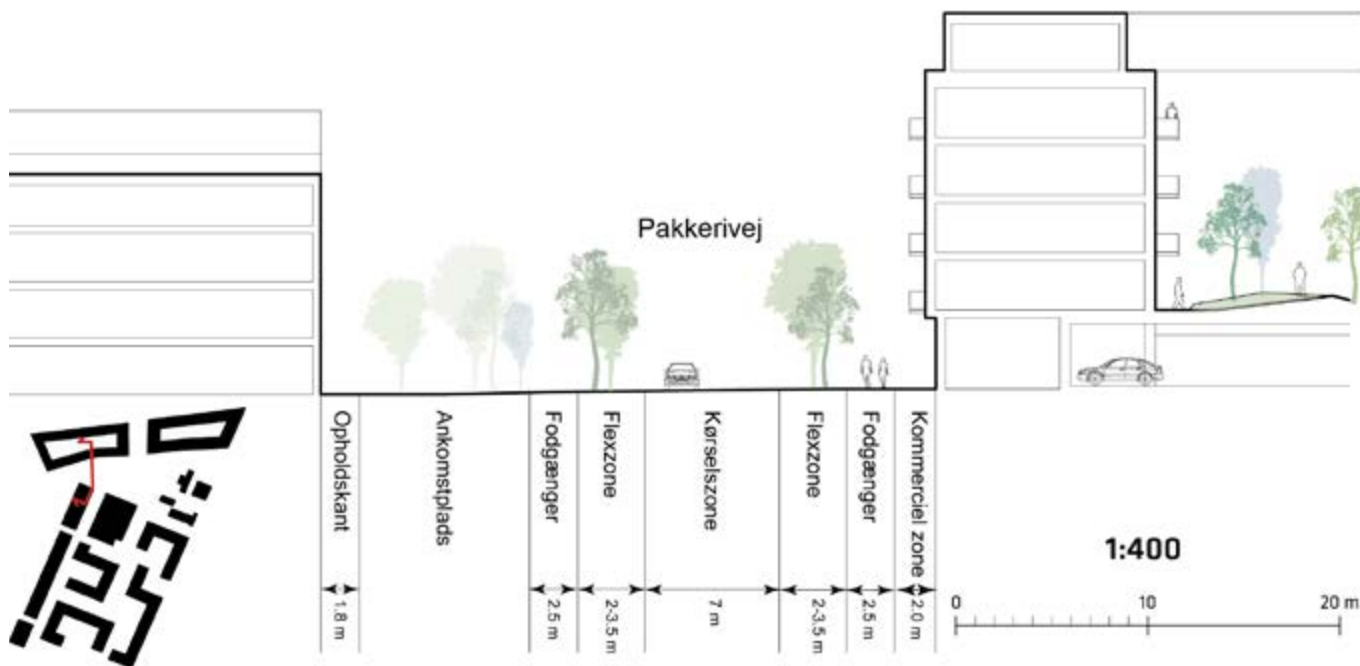 Pakkerivej
Opholdskant
Ankomstplads
Fodgænger
Flexzone
Kørselszone
Flexzone
Fodgænger
Kommerciel zone
1.8 m
2.5 m
2-3.5 m
7 m
2-3.5 m
2.5 m
2.0 m
1:400
0 10 20 m